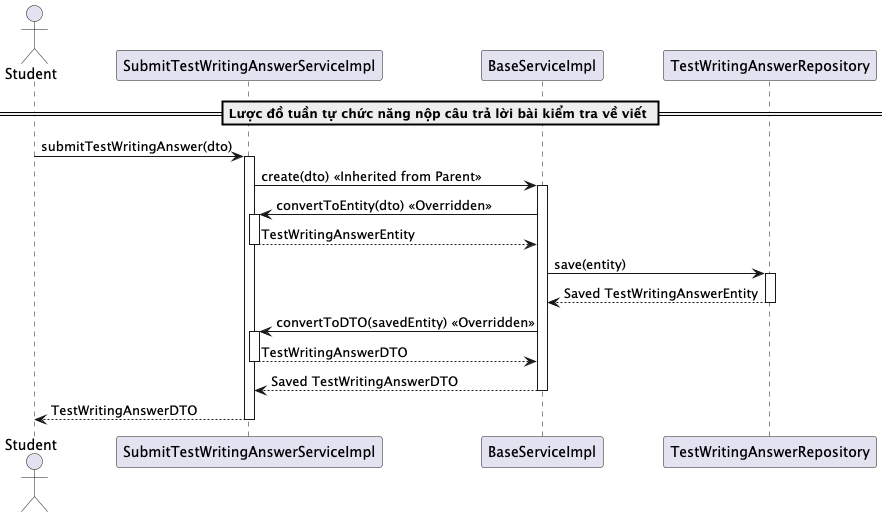 Student
SubmitTestWritingAnswerServiceImpl
BaseServiceImpl
TestWritingAnswerRepository
Lược đồ tuần tự chức năng nộp câu trả lời bài kiểm tra về viết
submitTestWritingAnswer(dto)
create(dto) «Inherited from Parent»
convertToEntity(dto) «Overridden»
TestWritingAnswerEntity
save(entity)
Saved TestWritingAnswerEntity
convertToDTO(savedEntity) «Overridden»
TestWritingAnswerDTO
Saved TestWritingAnswerDTO
TestWritingAnswerDTO
Student
SubmitTestWritingAnswerServiceImpl
BaseServiceImpl
TestWritingAnswerRepository